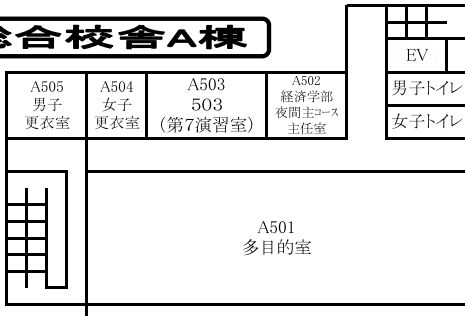 総合校舎A棟
EV
男子トイレ
女子トイレ
A505
男子
更衣室
A504
女子
更衣室
A503
503
(第7演習室)
A502
経済学部
夜間主コース
主任室
A501
多目的室